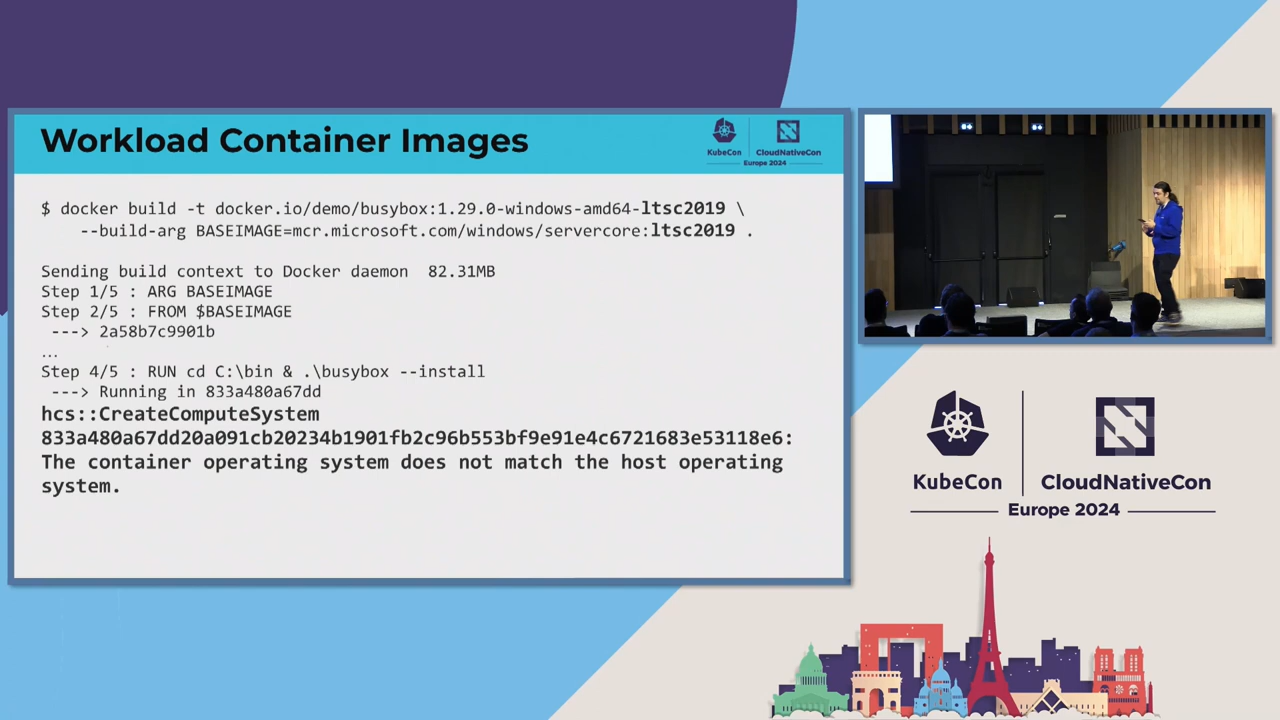 Workload Container Images
KubeCon
CloudNativeCon
Europe 2024
$ docker build -t docker.io/demo/busybox:1.29.0-windows-amd64-ltsc2019 \
--build-arg BASEIMAGE=mcr.microsoft.com/windows/servercore:ltsc2019 .
Sending build context to Docker daemon 82.31MB
Step 1/5 : ARG BASEIMAGE
Step 2/5 : FROM $BASEIMAGE
---> 2a58b7c9901b
...
Step 4/5 : RUN cd C:\bin & .\busybox --install
---> Running in 833a480a67dd
hcs::CreateComputeSystem
833a480a67dd20a091cb20234b1901fb2c96b553bf9e91e4c6721683e53118e6:
The container operating system does not match the host operating
system.
KubeCon
CloudNativeCon
Europe 2024